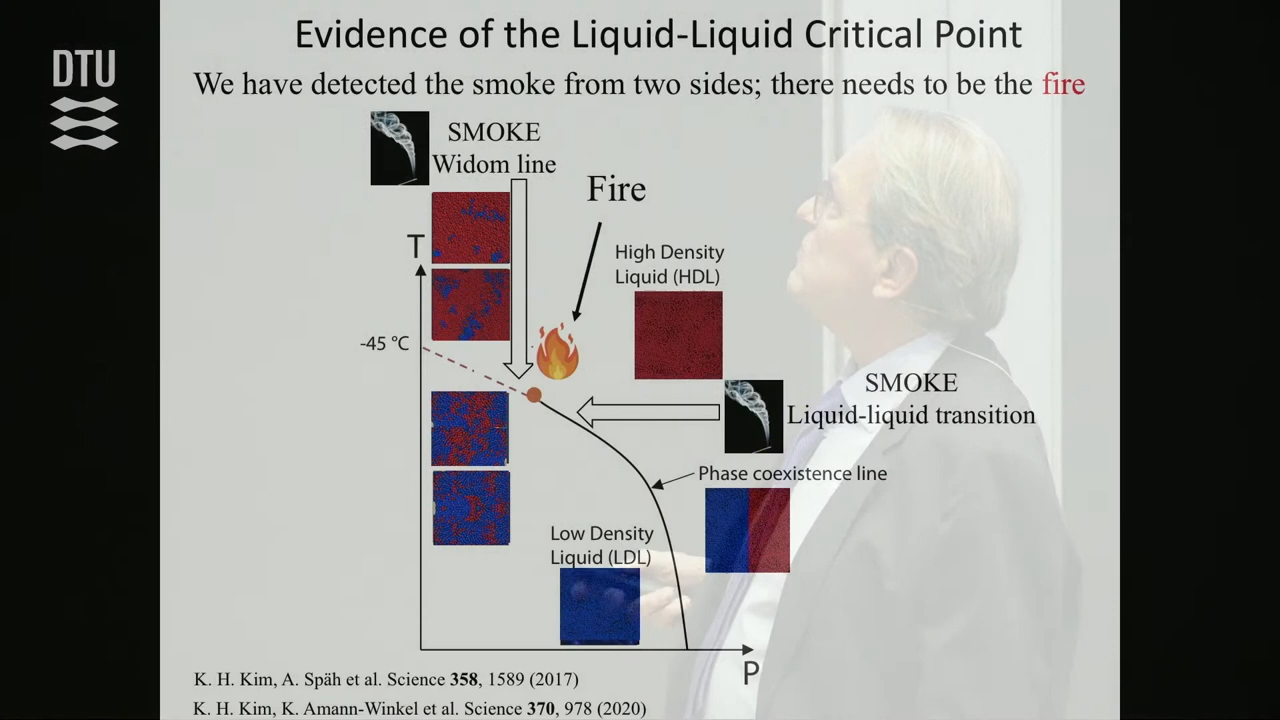 Evidence of the Liquid-Liquid Critical Point
DTU
We have detected the smoke from two sides; there needs to be the fire
SMOKE
Widom line
Fire
T
High Density
Liquid (HDL)
-45 °C
SMOKE
Liquid-liquid transition
Phase coexistence line
Low Density
Liquid (LDL)
P
K. H. Kim, A. Späh et al. Science 358, 1589 (2017)
K. H. Kim, K. Amann-Winkel et al. Science 370, 978 (2020)